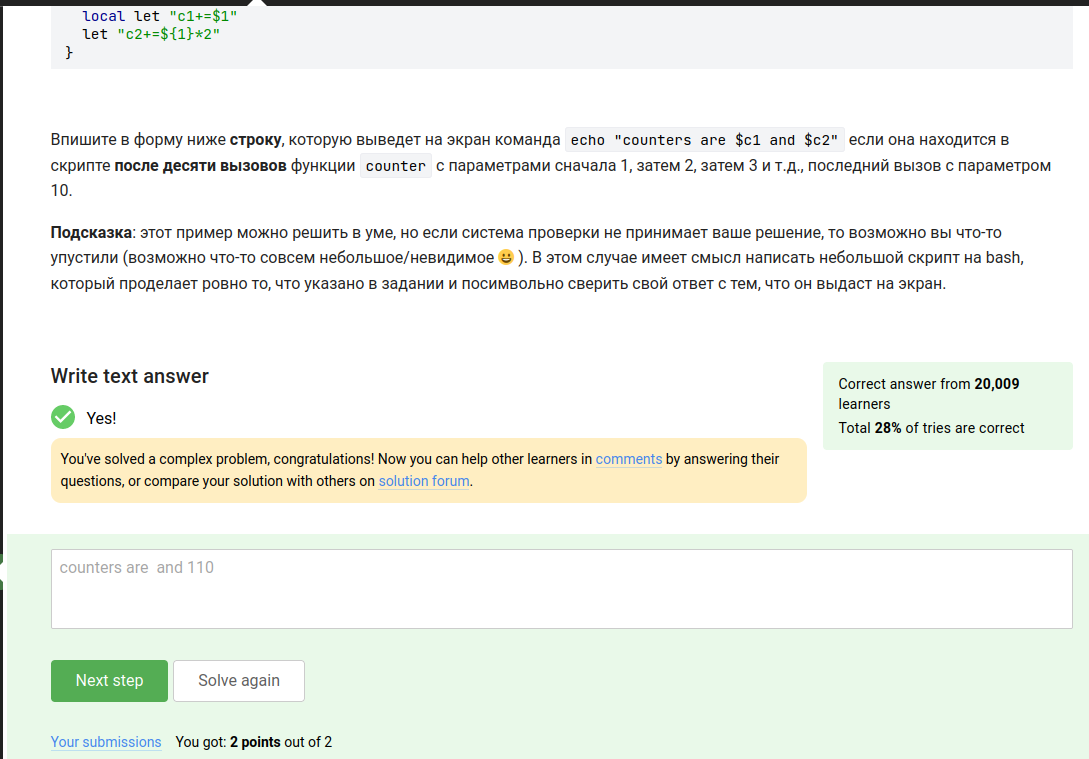 local let "c1+=$1"
let "c2+=${1}*2"
}
Впишите в форму ниже строку, которую выведет на экран команда echo "counters are $c1 and $c2" если она находится в
скрипте после десяти вызовов функции counter с параметрами сначала 1, затем 2, затем 3 и т.д., последний вызов с параметром
10.
Подсказка: этот пример можно решить в уме, но если система проверки не принимает ваше решение, то возможно вы что-то
упустили (возможно что-то совсем небольшое/невидимое 😀 ). В этом случае имеет смысл написать небольшой скрипт на bash,
который проделает ровно то, что указано в задании и посимвольно сверить свой ответ с тем, что он выдаст на экран.
Write text answer
Yes!
You've solved a complex problem, congratulations! Now you can help other learners in comments by answering their
questions, or compare your solution with others on solution forum.
Correct answer from 20,009
learners
Total 28% of tries are correct
counters are  and 110
Next step
Solve again
Your submissions You got: 2 points out of 2